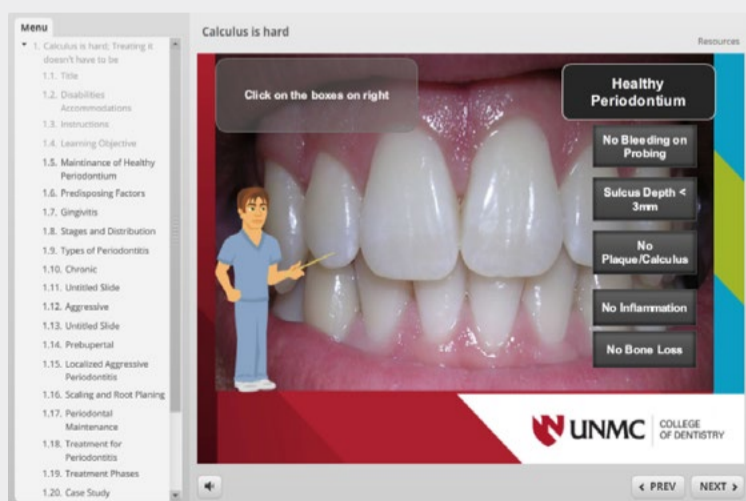 Menu
1. Calculus is hard; Treating it
doesn't have to be
1.1. Title
1.2. Disabilities
Accommodations
1.3. Instructions
1.4. Learning Objective
1.5. Maintinance of Healthy
Periodontium
1.6. Predisposing Factors
1.7. Gingivitis
1.8. Stages and Distribution
1.9. Types of Periodontitis
1.10. Chronic
1.11. Untitled Slide
1.12. Aggressive
1.13. Untitled Slide
1.14. Prebupertal
1.15. Localized Aggressive
Periodontitis
1.16. Scaling and Root Planing
1.17. Periodontal
Maintenance
1.18. Treatment for
Periodontitis
1.19. Treatment Phases
1.20. Case Study
Calculus is hard
Resources
Click on the boxes on right
Healthy
Periodontium
No Bleeding on
Probing
Sulcus Depth <
3mm
No
Plaque/Calculus
No Inflammation
No Bone Loss
UNMC
COLLEGE
OF DENTISTRY
PREV
NEXT